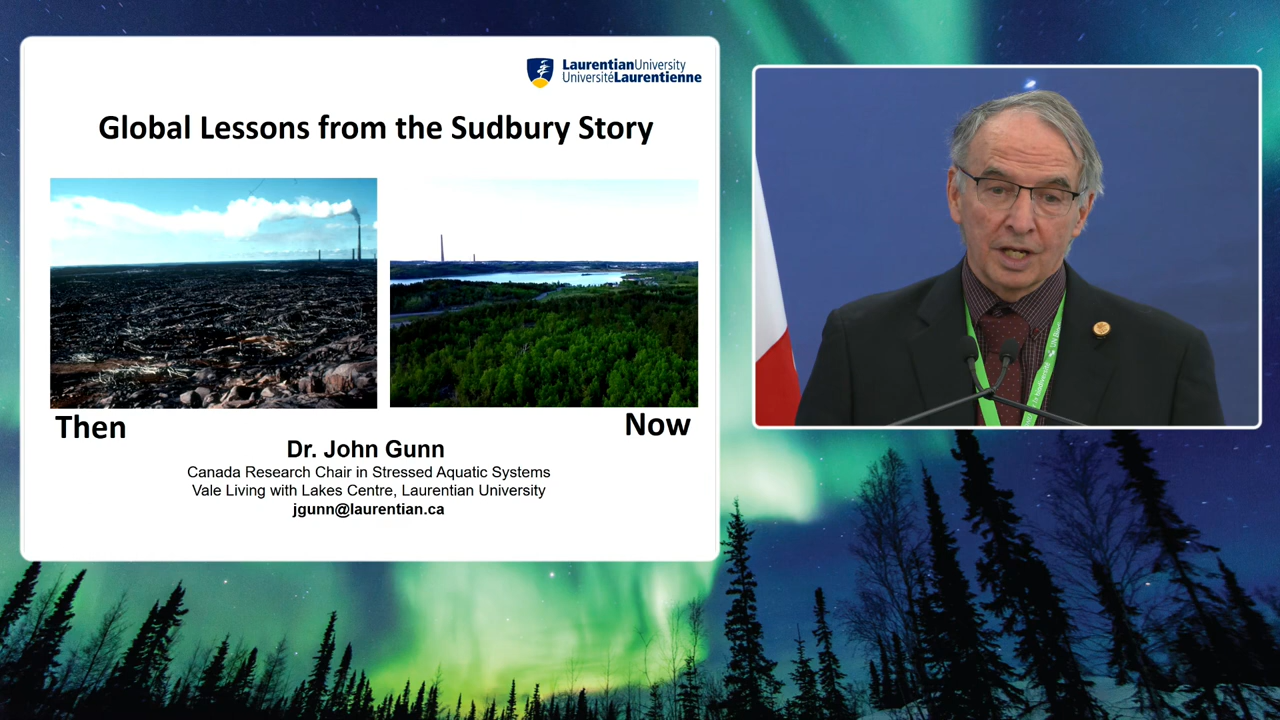 LaurentianUniversity
UniversitéLaurentienne
Global Lessons from the Sudbury Story
Then
Now
Dr. John Gunn
Canada Research Chair in Stressed Aquatic Systems
Vale Living with Lakes Centre, Laurentian University
jgunn@laurentian.ca